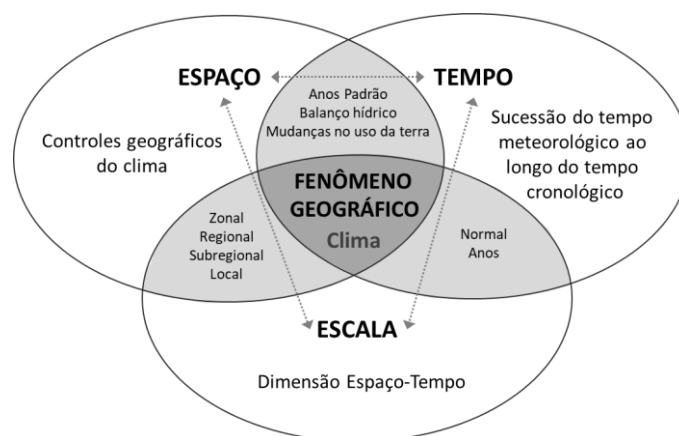 ESPAÇO
TEMPO
Anos Padrão
Balanço hídrico
Mudanças no uso da terra
Controles geográficos
do clima
Sucessão do tempo
meteorológico ao
longo do tempo
cronológico
FENÔMENO
GEOGRÁFICO
Clima
Zonal
Regional
Subregional
Local
Normal
Anos
ESCALA
Dimensão Espaço-Tempo